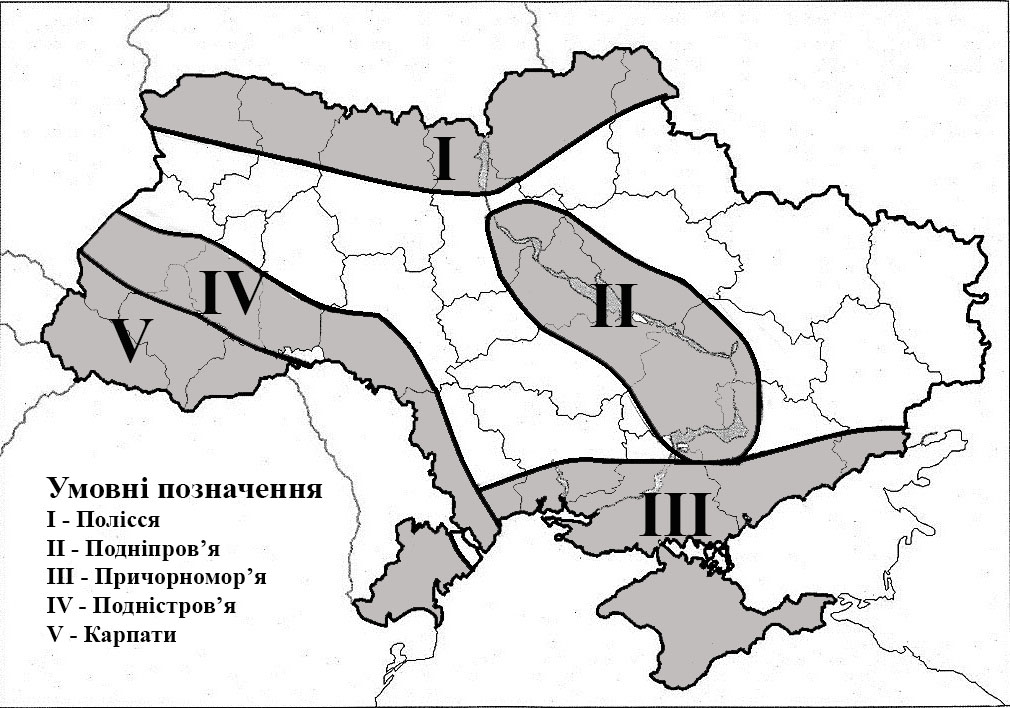 I
II
IV
V
III
Умовні позначення
I - Полісся
II - Подніпров’я
III - Причорномор’я
IV - Подністров’я
V - Карпати